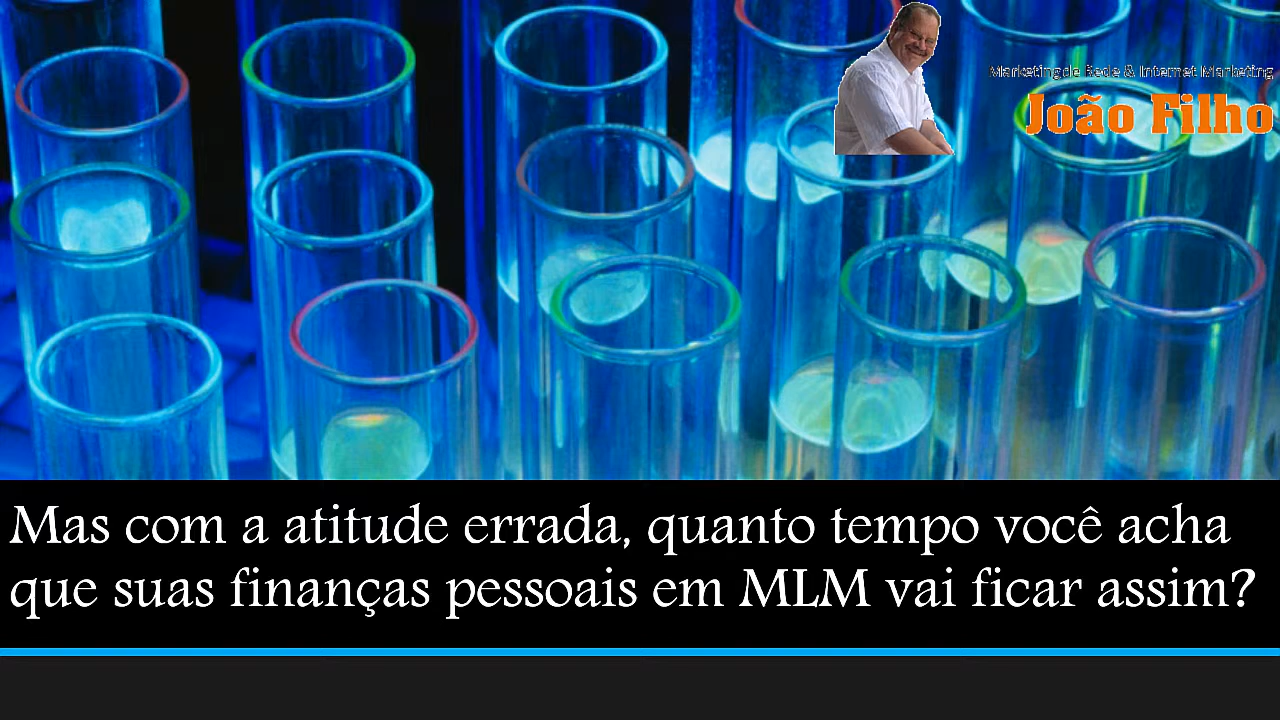 Marketing de Rede & Internet Marketing
João Filho
Mas com a atitude errada, quanto tempo você acha
que suas finanças pessoais em MLM vai ficar assim?